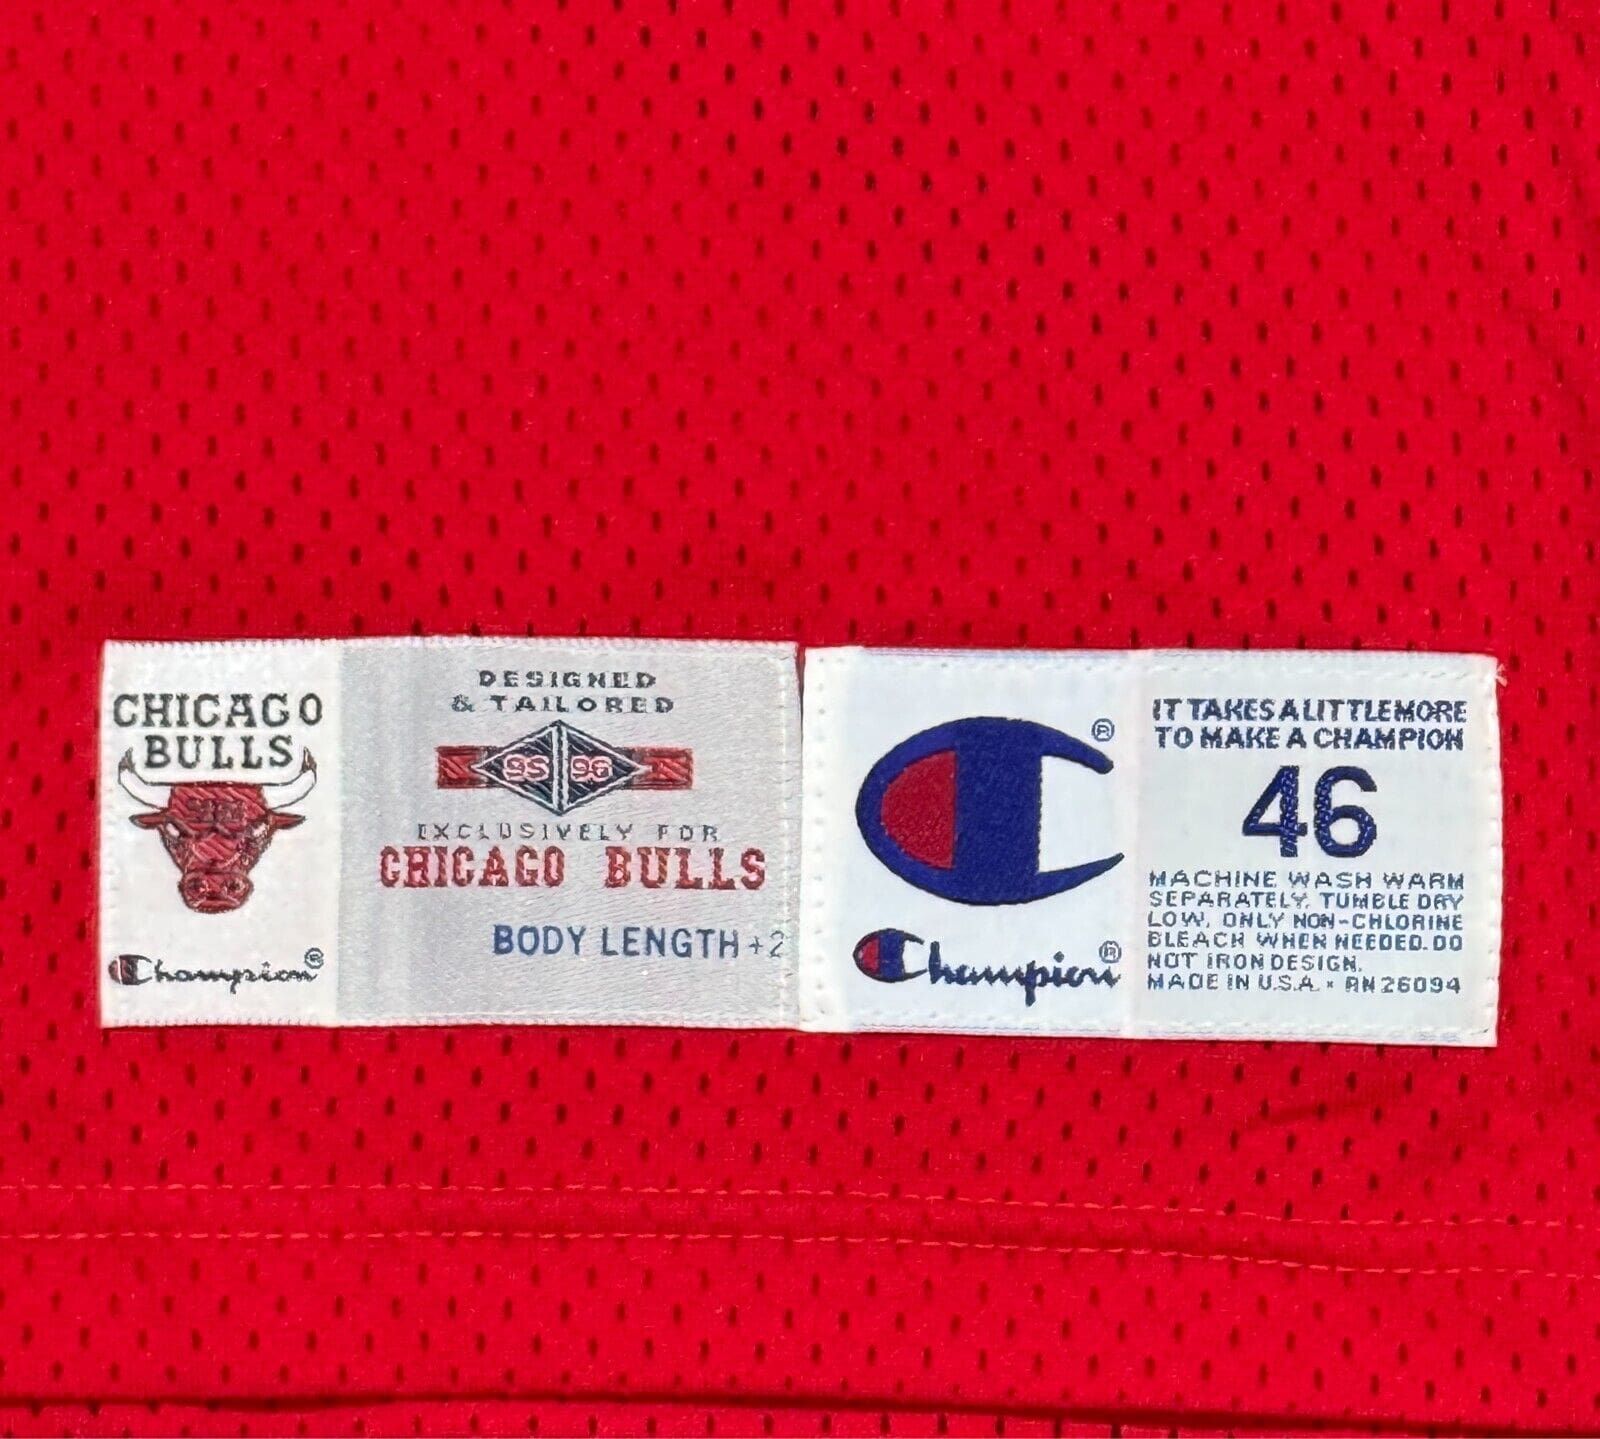 CHICAGO
BULLS
Champion®
DESIGNED
& TAILORED
95 96
EXCLUSIVELY FOR
CHICAGO BULLS
BODY LENGTH +2
®
Champion®
IT TAKES A LITTLE MORE
TO MAKE A CHAMPION
46
MACHINE WASH WARM
SEPARATELY. TUMBLE DRY
LOW, ONLY NON-CHLORINE
BLEACH WHEN NEEDED. DO
NOT IRON DESIGN.
MADE IN U.S.A. • RN 26094